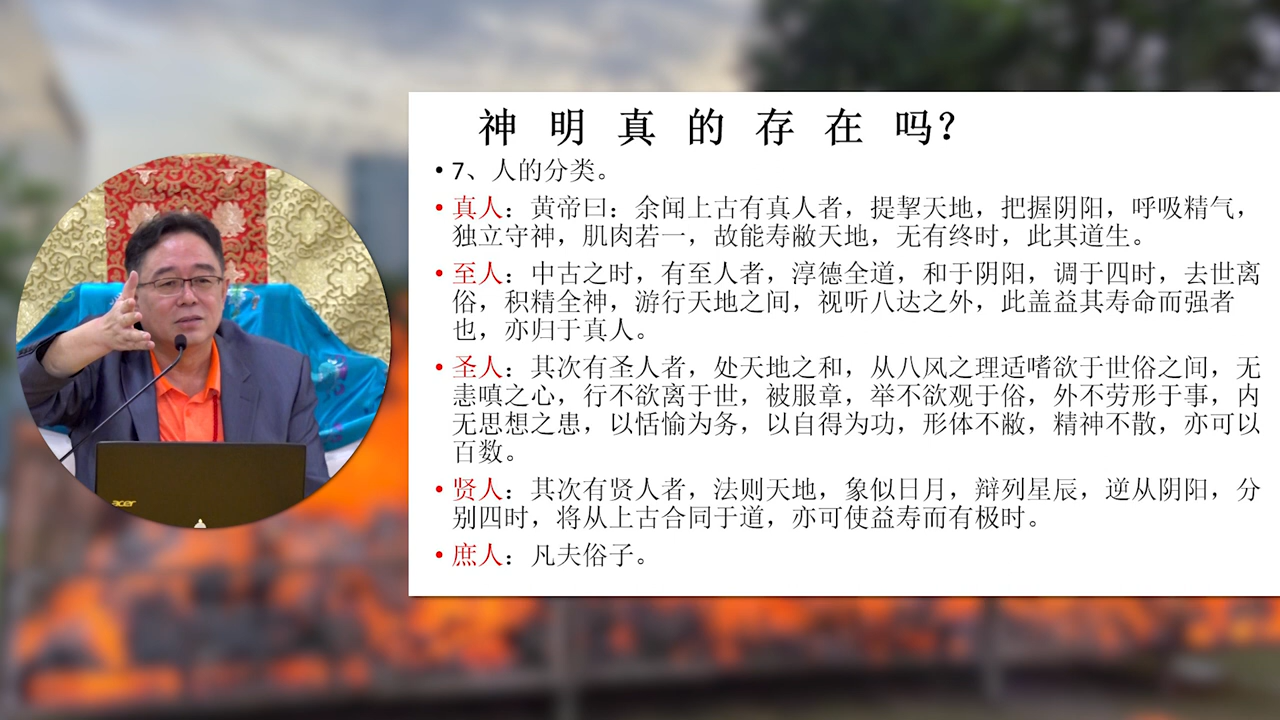 神明真的存在吗?
• 7、人的分类。
• 真人：黄帝曰：余闻上古有真人者，提挈天地，把握阴阳，呼吸精气，
独立守神，肌肉若一，故能寿敝天地，无有终时，此其道生。
• 至人：中古之时，有至人者，淳德全道，和于阴阳，调于四时，去世离
俗，积精全神，游行天地之间，视听八达之外，此盖益其寿命而强者
也，亦归于真人。
• 圣人：其次有圣人者，处天地之和，从八风之理适嗜欲于世俗之间，无
恚嗔之心，行不欲离于世，被服章，举不欲观于俗，外不劳形于事，内
无思想之患，以恬愉为务，以自得为功，形体不敝，精神不散，亦可以
百数。
• 贤人：其次有贤人者，法则天地，象似日月，辩列星辰，逆从阴阳，分
别四时，将从上古合同于道，亦可使益寿而有极时。
• 庶人：凡夫俗子。
acer